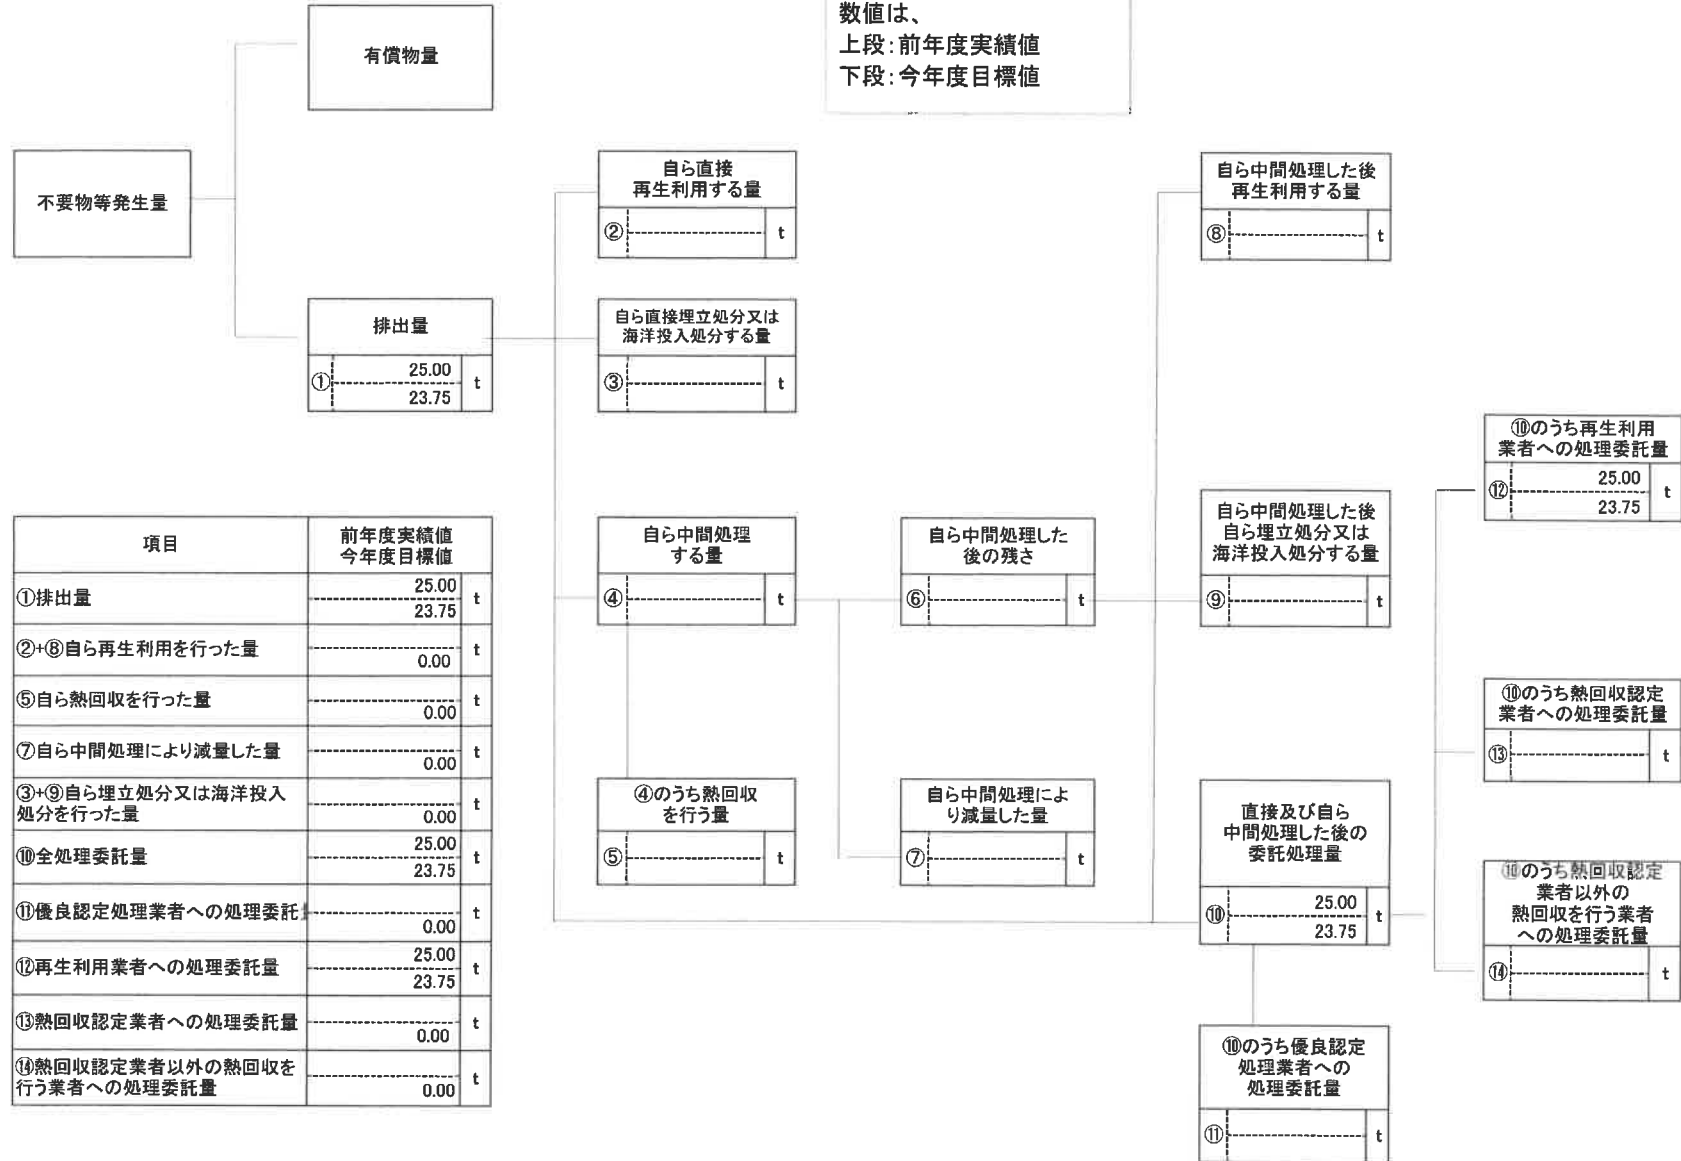 数値は、
上段：前年度実績値
下段：今年度目標値
有償物量
不要物等発生量
排出量
① 25.00 t
23.75
自ら直接
再生利用する量
② t
自ら直接埋立処分又は
海洋投入処分する量
③ t
自ら中間処理
する量
④ t
④のうち熱回収
を行う量
⑤ t
自ら中間処理した
後の残さ
⑥ t
自ら中間処理によ
り減量した量
⑦ t
自ら中間処理した後
再生利用する量
⑧ t
自ら中間処理した後
自ら埋立処分又は
海洋投入処分する量
⑨ t
直接及び自ら
中間処理した後の
委託処理量
⑩ 25.00 t
23.75
⑩のうち優良認定
処理業者への
処理委託量
⑪ t
⑩のうち再生利用
業者への処理委託量
⑫ 25.00 t
23.75
⑩のうち熱回収認定
業者への処理委託量
⑬ t
⑩のうち熱回収認定
業者以外の
熱回収を行う業者
への処理委託量
⑭ t
項目 前年度実績値
今年度目標値
①排出量 25.00 t
23.75
②+⑧自ら再生利用を行った量 t
0.00
⑤自ら熱回収を行った量 t
0.00
⑦自ら中間処理により減量した量 t
0.00
③+⑨自ら埋立処分又は海洋投入
処分を行った量 t
0.00
⑩全処理委託量 25.00 t
23.75
⑪優良認定処理業者への処理委託 t
0.00
⑫再生利用業者への処理委託量 25.00 t
23.75
⑬熱回収認定業者への処理委託量 t
0.00
⑭熱回収認定業者以外の熱回収を
行う業者への処理委託量 t
0.00